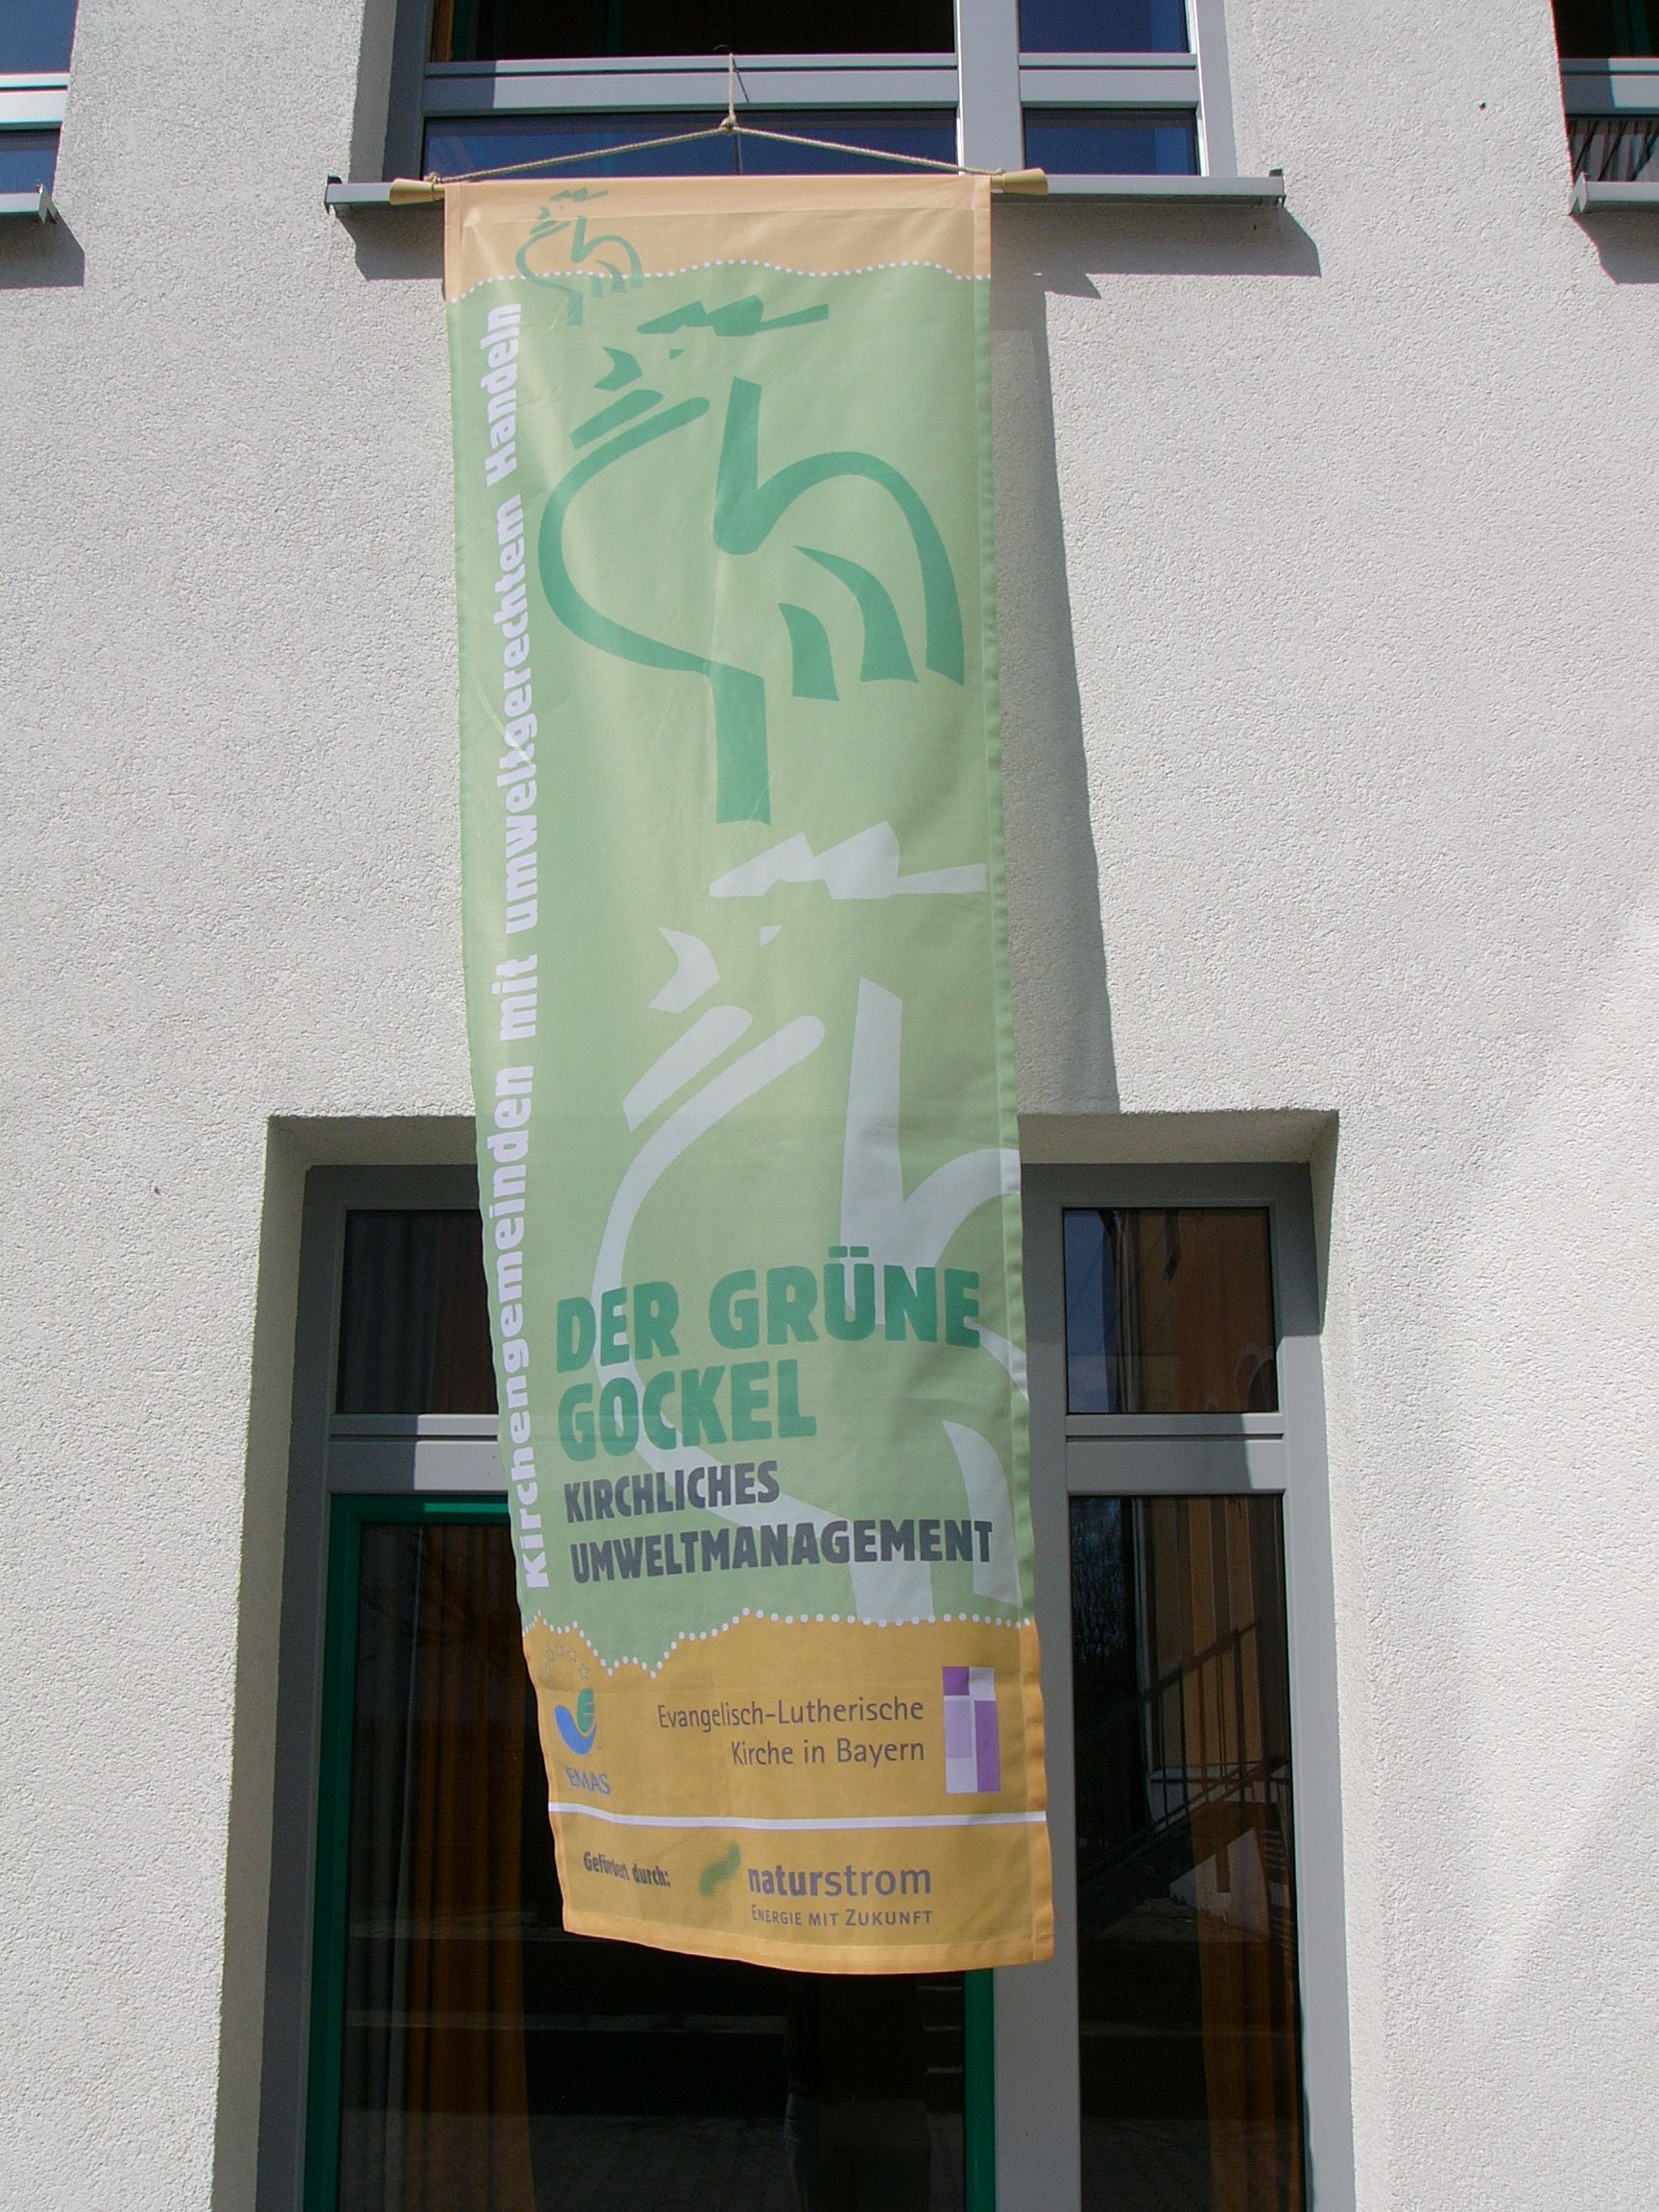 Kirchengemeinden mit umweltgerechtem Handeln
DER GRÜNE
GOCKEL
KIRCHLICHES
UMWELTMANAGEMENT
EMAS
Evangelisch-Lutherische
Kirche in Bayern
Gefördert durch:
naturstrom
ENERGIE MIT ZUKUNFT